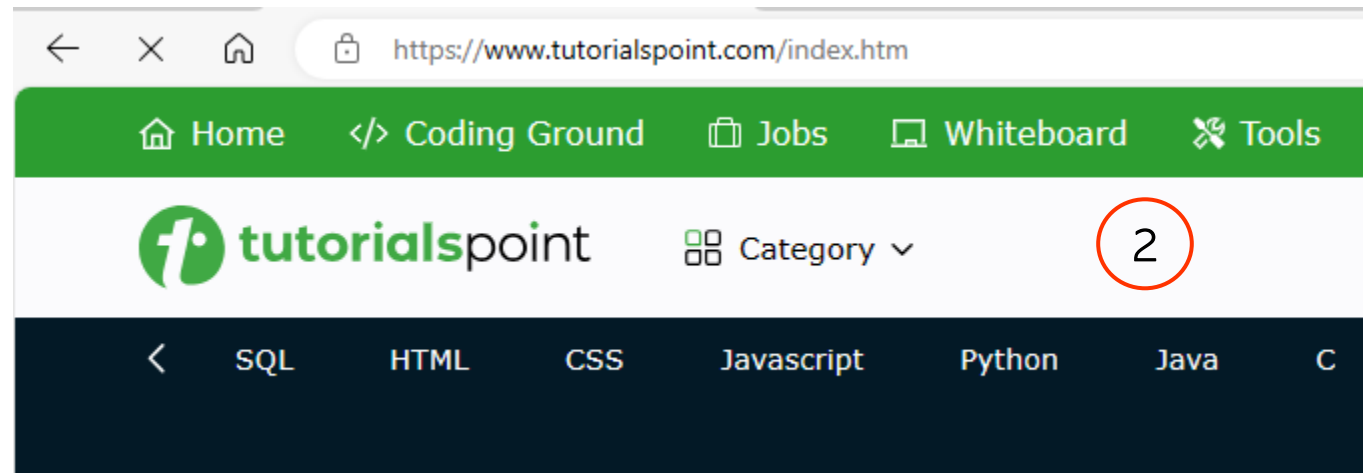 https://www.tutorialspoint.com/index.htm
Home </> Coding Ground Jobs Whiteboard Tools
tutorialspoint Category 2
SQL HTML CSS Javascript Python Java C